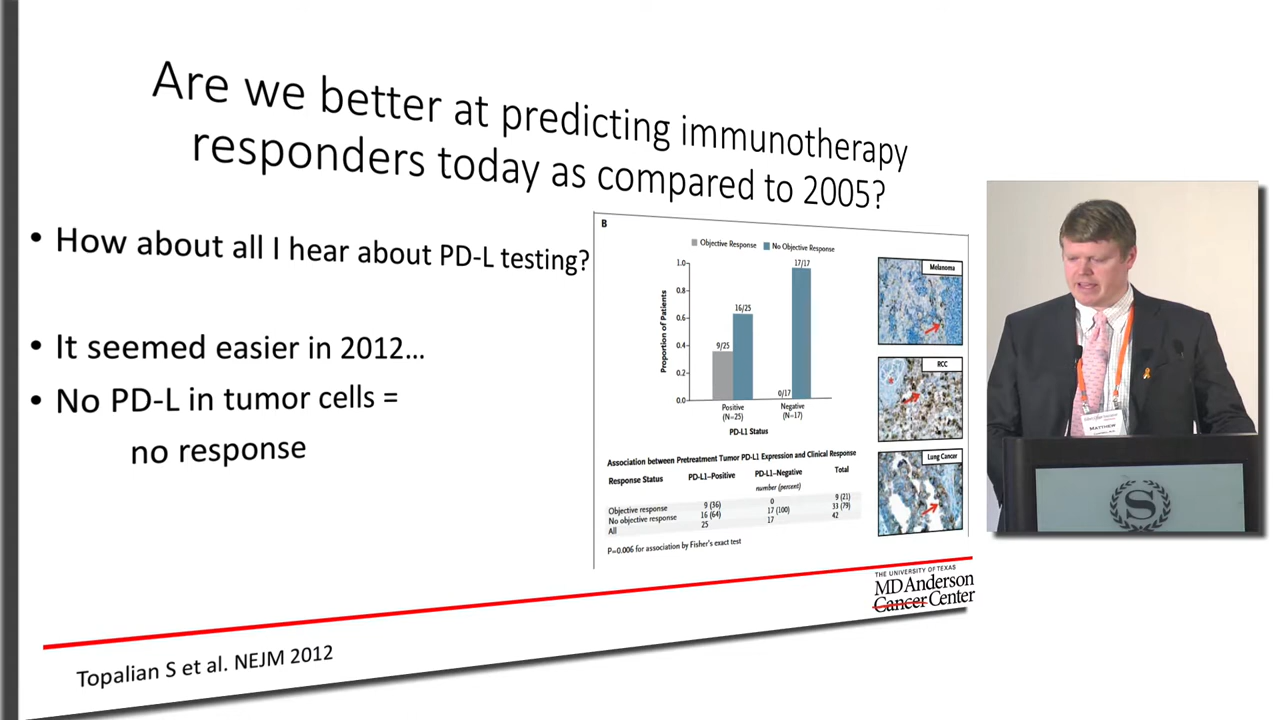 Are we better at predicting immunotherapy
responders today as compared to 2005?
• How about all I hear about PD-L testing?
• It seemed easier in 2012...
• No PD-L in tumor cells =
no response
B
Objective Response No Objective Response
1.0
0.8
0.6
0.4
0.2
0.0
Proportion of Patients
9/25
16/25
0/17
17/17
Positive
(N=25)
Negative
(N=17)
PD-L1 Status
Melanoma
RCC
Lung Cancer
Association between Pretreatment Tumor PD-L1 Expression and Clinical Response
Response Status PD-L1–Positive PD-L1–Negative Total
number (percent)
Objective response 9 (36) 0 9 (21)
No objective response 16 (64) 17 (100) 33 (79)
All 25 17 42
P=0.006 for association by Fisher's exact test
THE UNIVERSITY OF TEXAS
MD Anderson
Cancer Center
Topalian S et al. NEJM 2012
MATTHEW
S